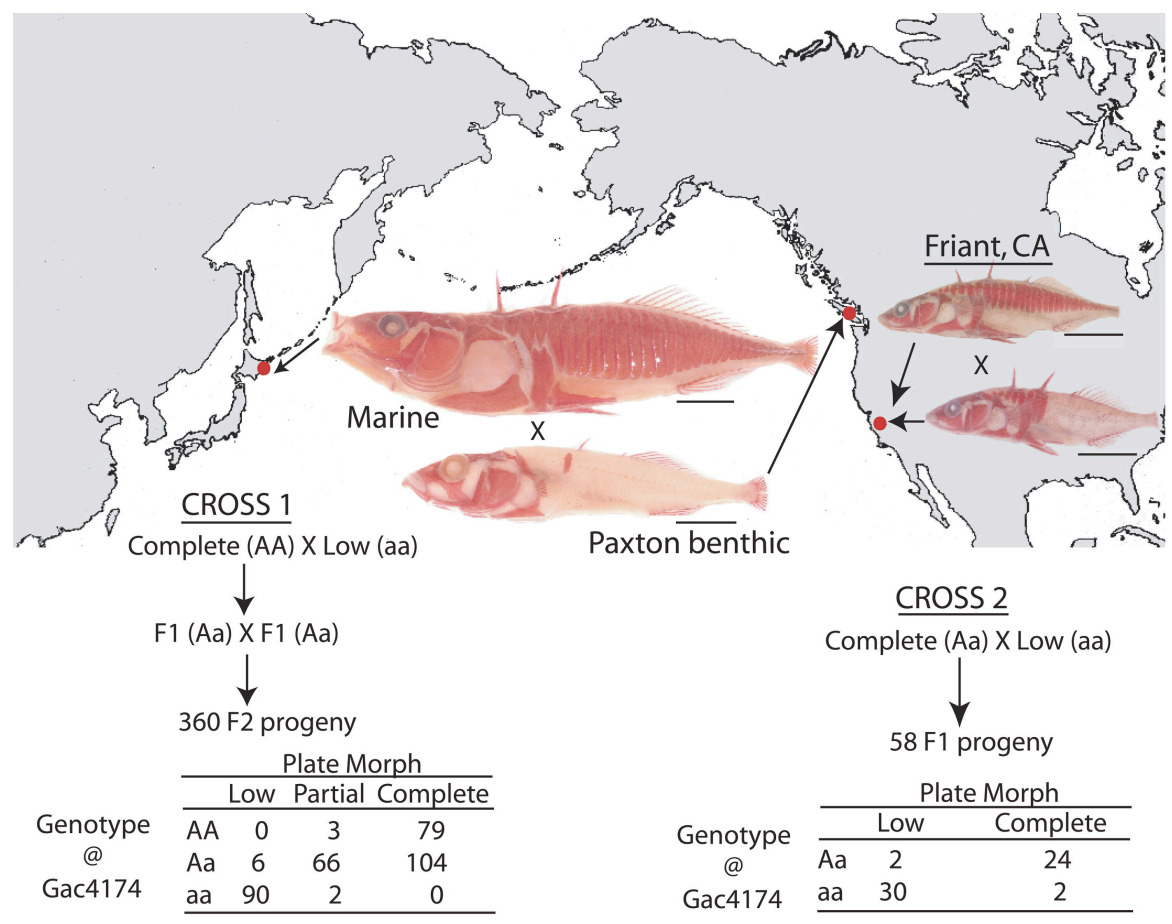 Friant, CA
X
Marine
X
Paxton benthic
CROSS 1
Complete (AA) X Low (aa)
F1 (Aa) X F1 (Aa)
360 F2 progeny
Plate Morph
Low Partial Complete
Genotype @ Gac4174
AA 0 3 79
Aa 6 66 104
aa 90 2 0
CROSS 2
Complete (Aa) X Low (aa)
58 F1 progeny
Plate Morph
Low Complete
Genotype @ Gac4174
Aa 2 24
aa 30 2